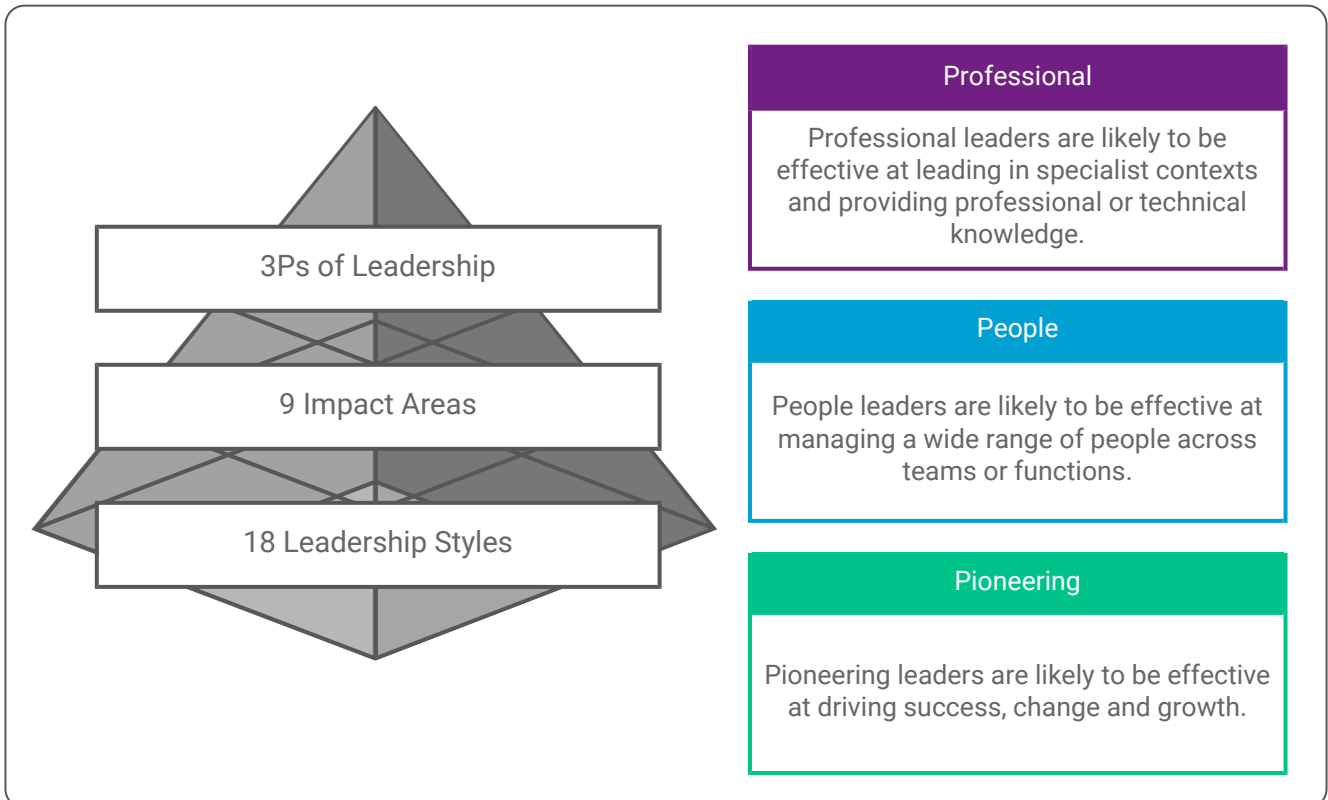 3Ps of Leadership
9 Impact Areas
18 Leadership Styles
Professional
Professional leaders are likely to be
effective at leading in specialist contexts
and providing professional or technical
knowledge.
People
People leaders are likely to be effective at
managing a wide range of people across
teams or functions.
Pioneering
Pioneering leaders are likely to be effective
at driving success, change and growth.